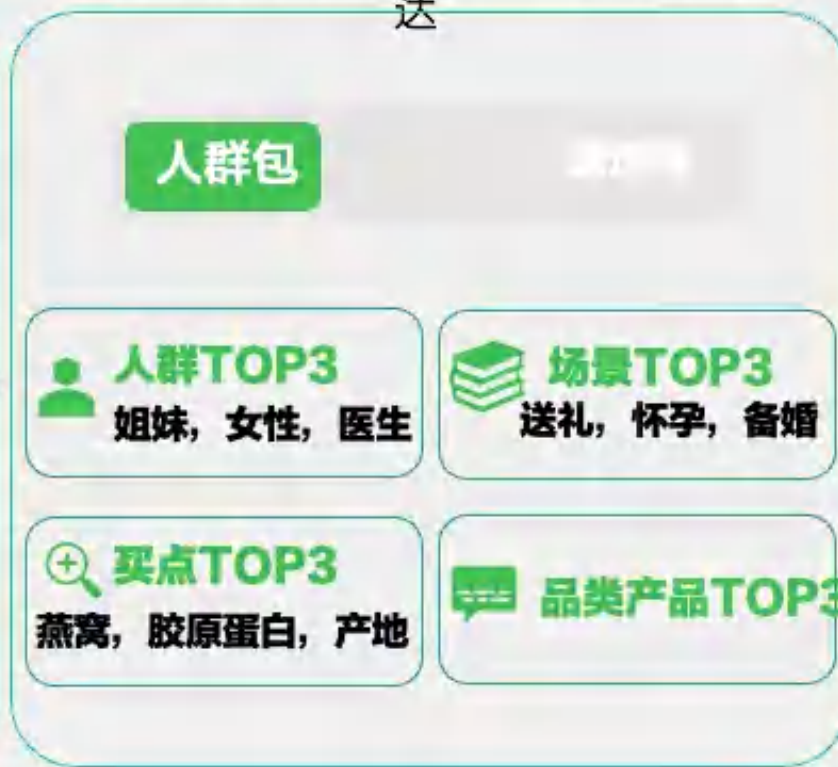 达
人群包
人群TOP3
姐妹，女性，医生
场景TOP3
送礼，怀孕，备婚
买点TOP3
燕窝，胶原蛋白，产地
品类产品TOP3